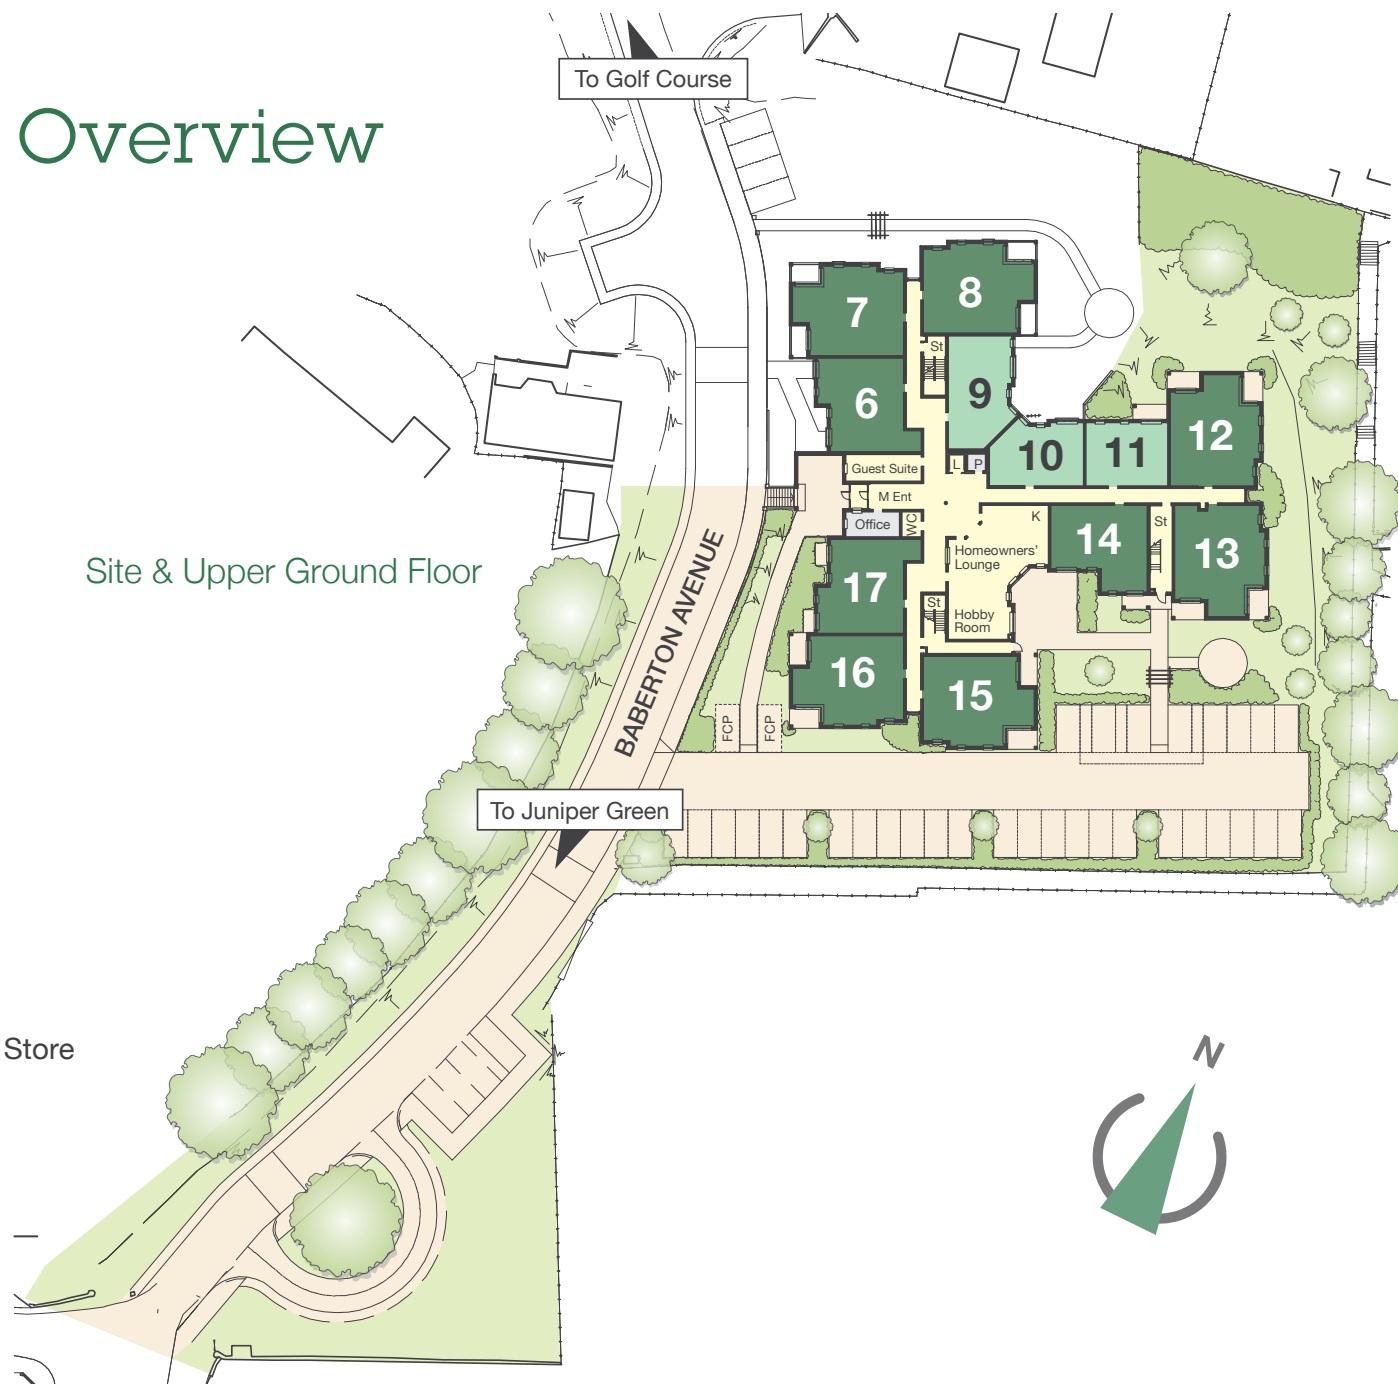 To Golf Course
Overview
Site & Upper Ground Floor
7
8
St
6
9
10
11
12
Guest Suite
L
P
M Ent
Office
WC
K
Homeowners'
Lounge
14
St
13
17
St
Hobby
Room
16
15
FCP
FCP
BABERTON AVENUE
To Juniper Green
Store
N